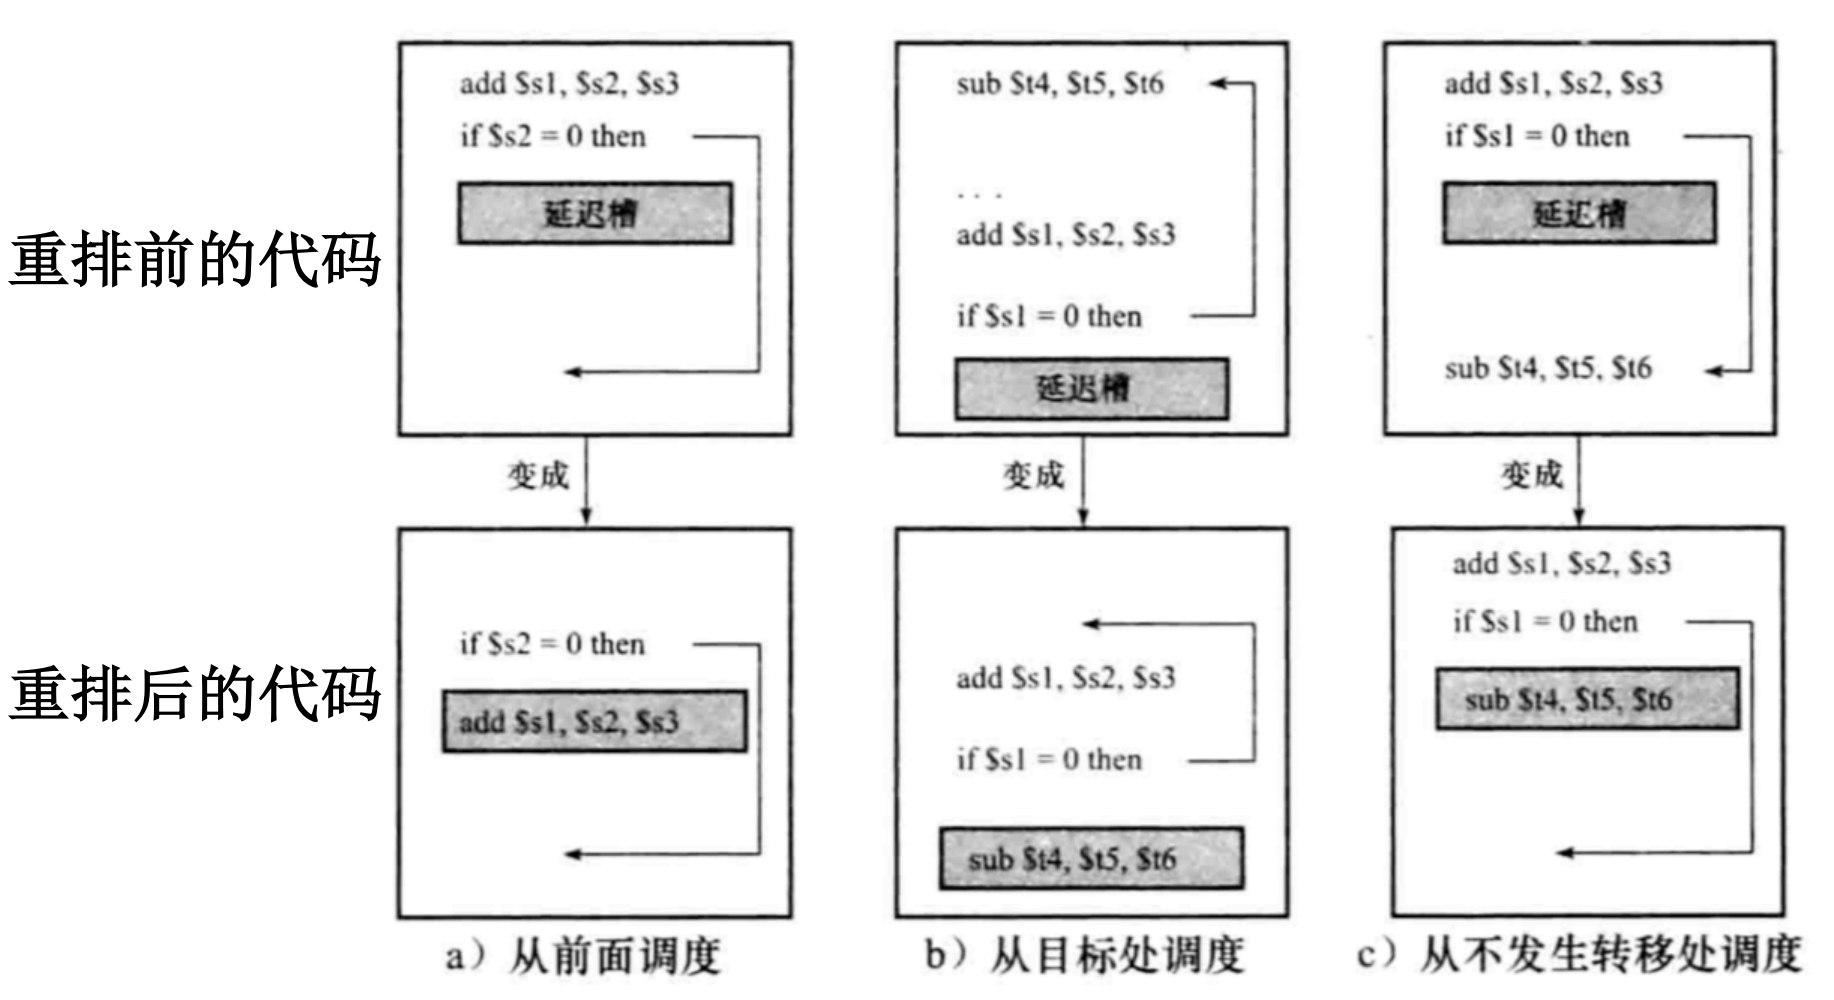 重排前的代码
add $s1, $s2, $s3
if $s2 = 0 then
延迟槽
变成
sub $t4, $t5, $t6
. . .
add $s1, $s2, $s3
if $s1 = 0 then
延迟槽
变成
add $s1, $s2, $s3
if $s1 = 0 then
延迟槽
sub $t4, $t5, $t6
变成
重排后的代码
if $s2 = 0 then
add $s1, $s2, $s3
a）从前面调度
add $s1, $s2, $s3
if $s1 = 0 then
sub $t4, $t5, $t6
b）从目标处调度
add $s1, $s2, $s3
if $s1 = 0 then
sub $t4, $t5, $t6
c）从不发生转移处调度